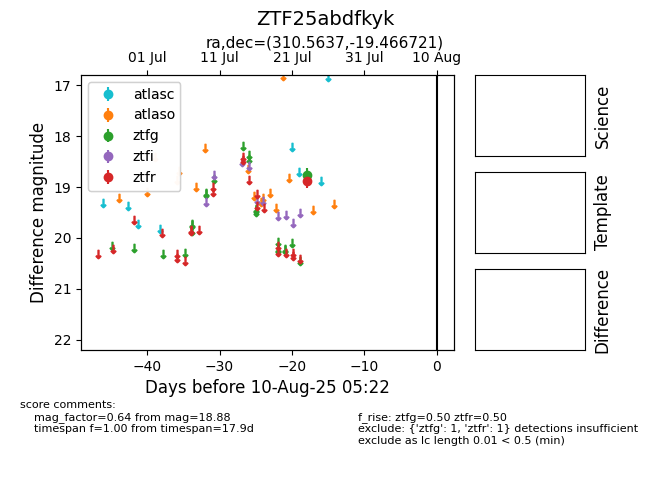 ZTF25abdfkyk
ra,dec=(310.5637,-19.466721)
01 Jul 11 Jul 21 Jul 31 Jul 10 Aug
17
18
19
20
21
22
Difference magnitude
atlasc
atlaso
ztfg
ztfi
ztfr
−40 −30 −20 −10 0
Days before 10-Aug-25 05:22
Science
Template
Difference
score comments:
mag_factor=0.64 from mag=18.88
timespan f=1.00 from timespan=17.9d
f_rise: ztfg=0.50 ztfr=0.50
exclude: {'ztfg': 1, 'ztfr': 1} detections insufficient
exclude as lc length 0.01 < 0.5 (min)